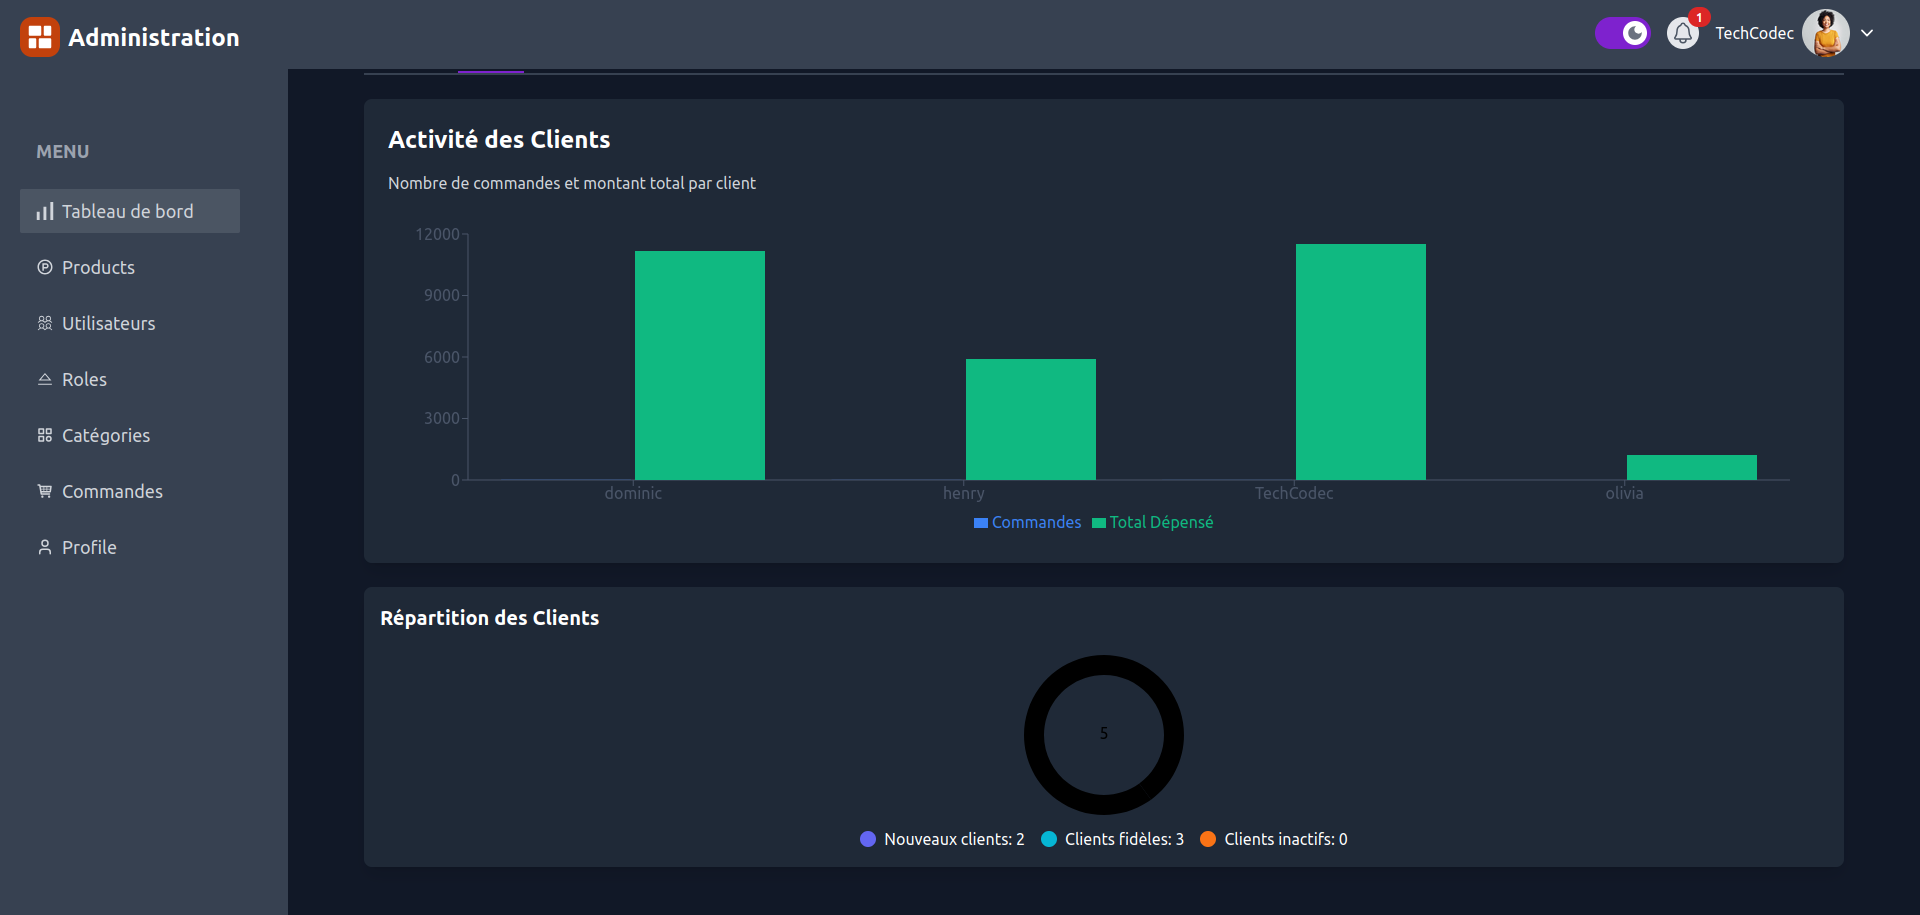 Administration
1
TechCodec
MENU
Tableau de bord
Products
Utilisateurs
Roles
Catégories
Commandes
Profile
Activité des Clients
Nombre de commandes et montant total par client
12000
9000
6000
3000
0
dominic henry TechCodec olivia
Commandes Total Dépensé
Répartition des Clients
5
Nouveaux clients: 2 Clients fidèles: 3 Clients inactifs: 0